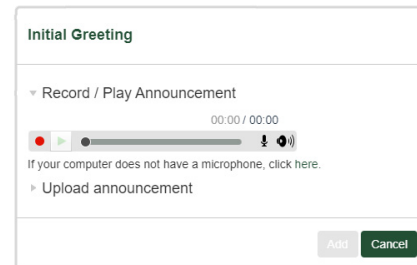 Initial Greeting
Record / Play Announcement
00:00 / 00:00
If your computer does not have a microphone, click here.
Upload announcement
Add Cancel